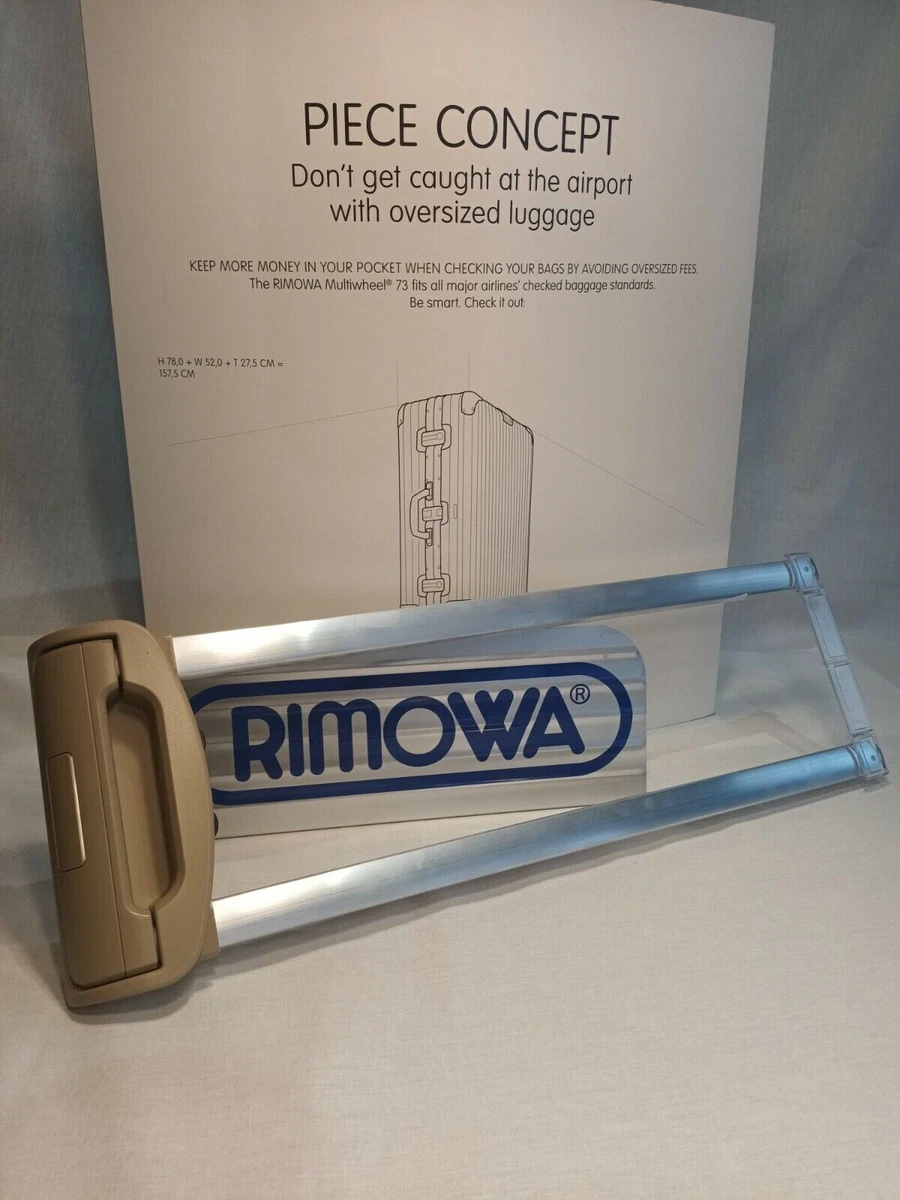 PIECE CONCEPT
Don't get caught at the airport
with oversized luggage
KEEP MORE MONEY IN YOUR POCKET WHEN CHECKING YOUR BAGS BY AVOIDING OVERSIZED FEES.
The RIMOWA Multiwheel® 73 fits all major airlines' checked baggage standards.
Be smart. Check it out:
H 78,0 + W 52,0 + T 27,5 CM =
157,5 CM
RIMOWA®